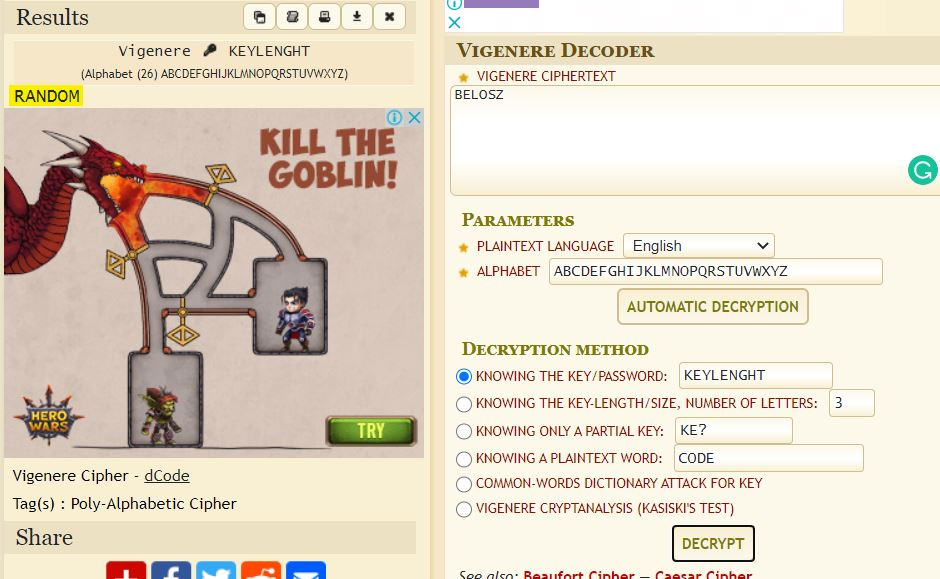 Results
Vigenere KEYLENGHT
(Alphabet (26) ABCDEFGHIJKLMNOPQRSTUVWXYZ)
RANDOM
KILL THE
GOBLIN!
HERO
WARS
TRY
Vigenere Cipher - dCode
Tag(s) : Poly-Alphabetic Cipher
Share
VIGENERE DECODER
VIGENERE CIPHERTEXT
BELOSZ
PARAMETERS
PLAINTEXT LANGUAGE English
ALPHABET ABCDEFGHIJKLMNOPQRSTUVWXYZ
AUTOMATIC DECRYPTION
DECRYPTION METHOD
KNOWING THE KEY/PASSWORD: KEYLENGHT
KNOWING THE KEY-LENGTH/SIZE, NUMBER OF LETTERS: 3
KNOWING ONLY A PARTIAL KEY: KE?
KNOWING A PLAINTEXT WORD: CODE
COMMON-WORDS DICTIONARY ATTACK FOR KEY
VIGENERE CRYPTANALYSIS (KASISKI'S TEST)
DECRYPT
See also: Beaufort Cipher — Caesar Cipher